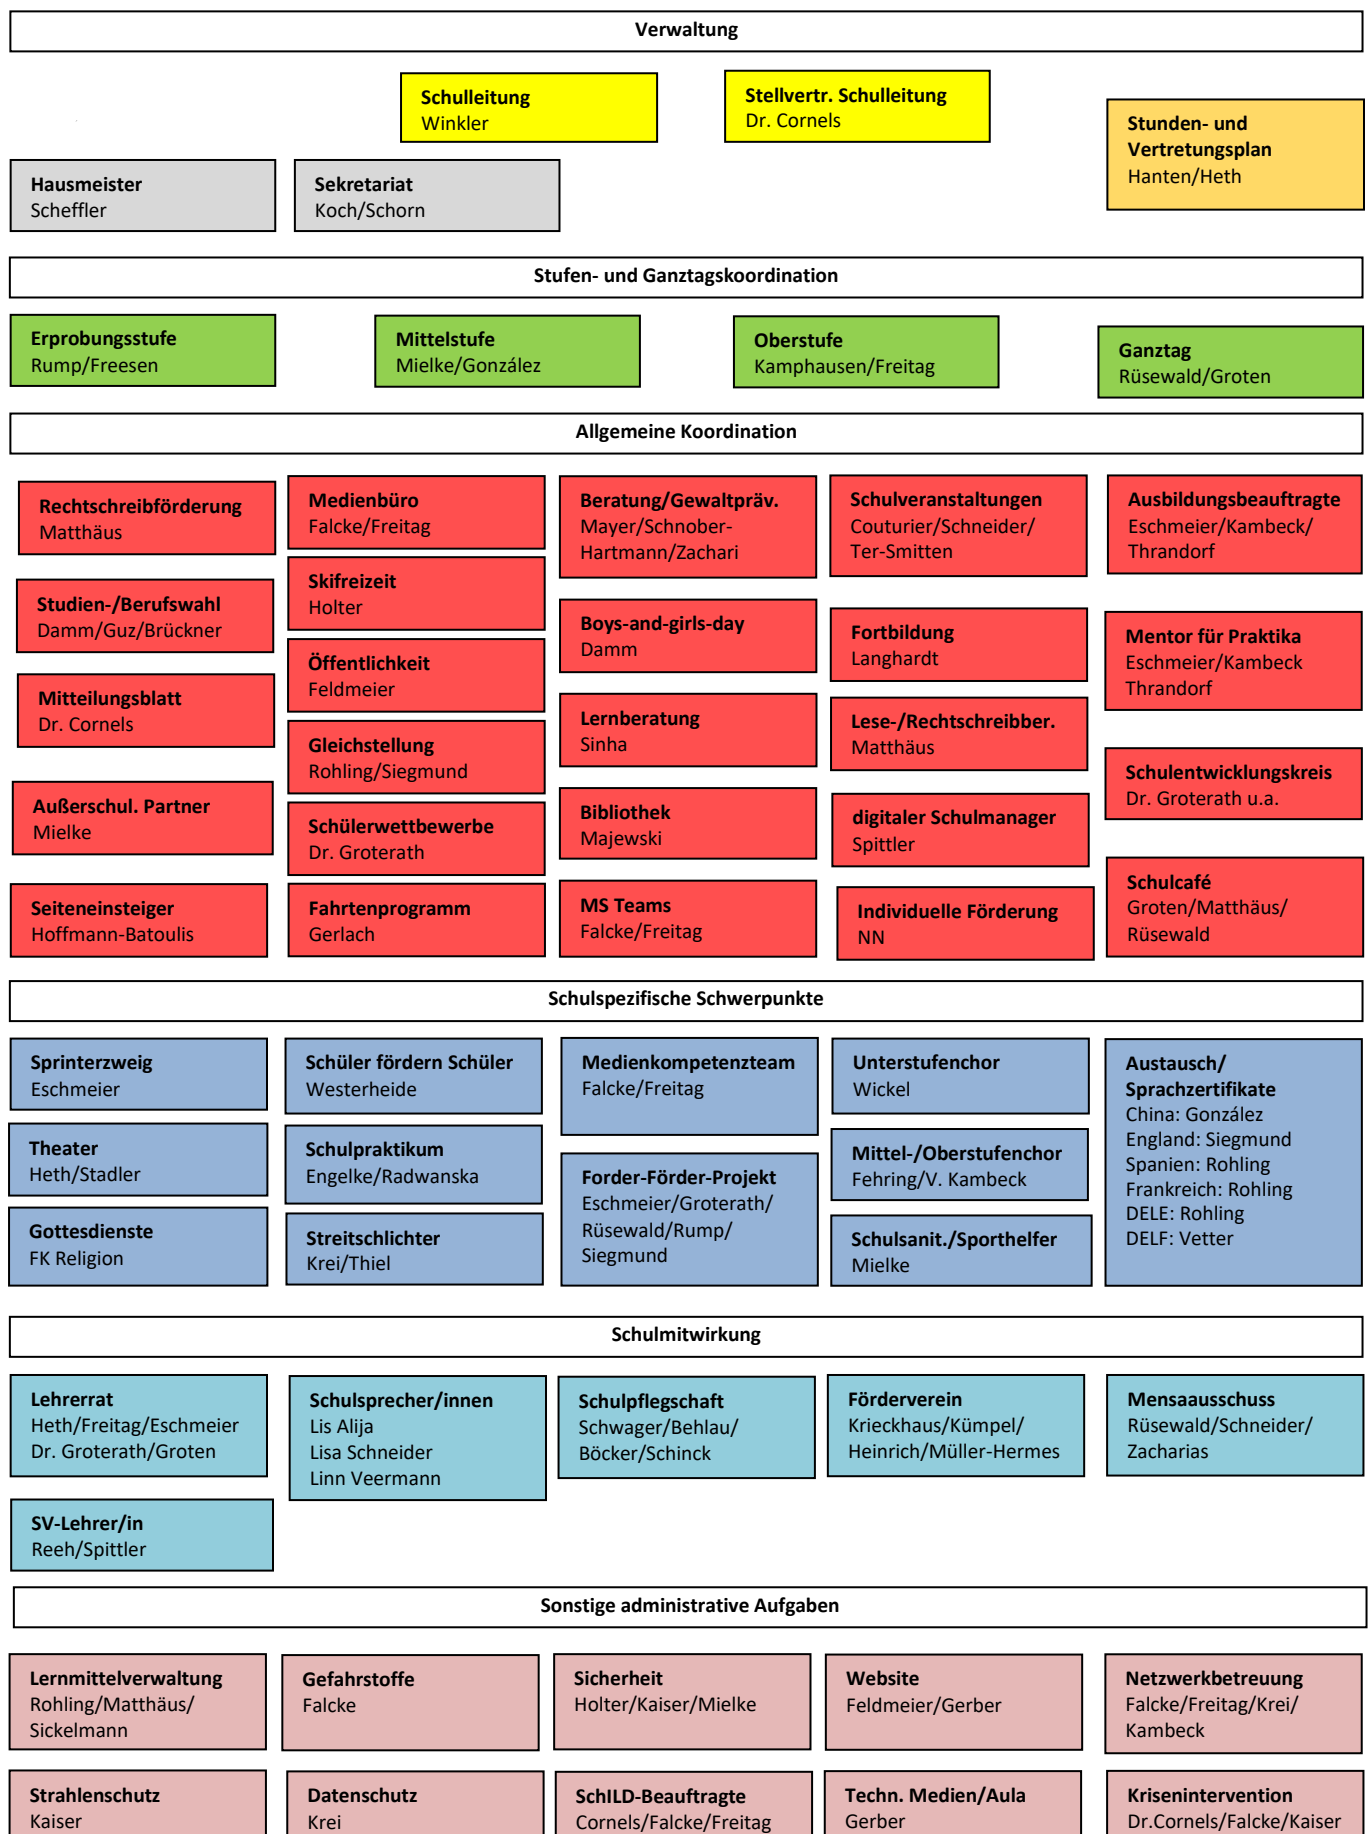 Verwaltung
Schulleitung
Winkler
Stellvertr. Schulleitung
Dr. Cornels
Stunden- und
Vertretungsplan
Hanten/Heth
Hausmeister
Scheffler
Sekretariat
Koch/Schorn
Stufen- und Ganztagskoordination
Erprobungsstufe
Rump/Freesen
Mittelstufe
Mielke/González
Oberstufe
Kamphausen/Freitag
Ganztag
Rüsewald/Groten
Allgemeine Koordination
Rechtschreibförderung
Matthäus
Studien-/Berufswahl
Damm/Guz/Brückner
Mitteilungsblatt
Dr. Cornels
Außerschul. Partner
Mielke
Seiteneinsteiger
Hoffmann-Batoulis
Medienbüro
Falcke/Freitag
Skifreizeit
Holter
Öffentlichkeit
Feldmeier
Gleichstellung
Rohling/Siegmund
Schülerwettbewerbe
Dr. Groterath
Fahrtenprogramm
Gerlach
Beratung/Gewaltpräv.
Mayer/Schnober-
Hartmann/Zachari
Boys-and-girls-day
Damm
Lernberatung
Sinha
Bibliothek
Majewski
MS Teams
Falcke/Freitag
Schulveranstaltungen
Couturier/Schneider/
Ter-Smitten
Fortbildung
Langhardt
Lese-/Rechtschreibber.
Matthäus
digitaler Schulmanager
Spittler
Individuelle Förderung
NN
Ausbildungsbeauftragte
Eschmeier/Kambeck/
Thrandorf
Mentor für Praktika
Eschmeier/Kambeck
Thrandorf
Schulentwicklungskreis
Dr. Groterath u.a.
Schulcafé
Groten/Matthäus/
Rüsewald
Schulspezifische Schwerpunkte
Sprinterzweig
Eschmeier
Theater
Heth/Stadler
Gottesdienste
FK Religion
Schüler fördern Schüler
Westerheide
Schulpraktikum
Engelke/Radwanska
Streitschlichter
Krei/Thiel
Medienkompetenzteam
Falcke/Freitag
Forder-Förder-Projekt
Eschmeier/Groterath/
Rüsewald/Rump/
Siegmund
Unterstufenchor
Wickel
Mittel-/Oberstufenchor
Fehring/V. Kambeck
Schulsanit./Sporthelfer
Mielke
Austausch/
Sprachzertifikate
China: González
England: Siegmund
Spanien: Rohling
Frankreich: Rohling
DELE: Rohling
DELF: Vetter
Schulmitwirkung
Lehrerrat
Heth/Freitag/Eschmeier
Dr. Groterath/Groten
Schulsprecher/innen
Lis Alija
Lisa Schneider
Linn Veermann
Schulpflegschaft
Schwager/Behlau/
Böcker/Schinck
Förderverein
Krieckhaus/Kümpel/
Heinrich/Müller-Hermes
Mensaausschuss
Rüsewald/Schneider/
Zacharias
SV-Lehrer/in
Reeh/Spittler
Sonstige administrative Aufgaben
Lernmittelverwaltung
Rohling/Matthäus/
Sickelmann
Gefahrstoffe
Falcke
Sicherheit
Holter/Kaiser/Mielke
Website
Feldmeier/Gerber
Netzwerkbetreuung
Falcke/Freitag/Krei/
Kambeck
Strahlenschutz
Kaiser
Datenschutz
Krei
SchILD-Beauftragte
Cornels/Falcke/Freitag
Techn. Medien/Aula
Gerber
Krisenintervention
Dr.Cornels/Falcke/Kaiser